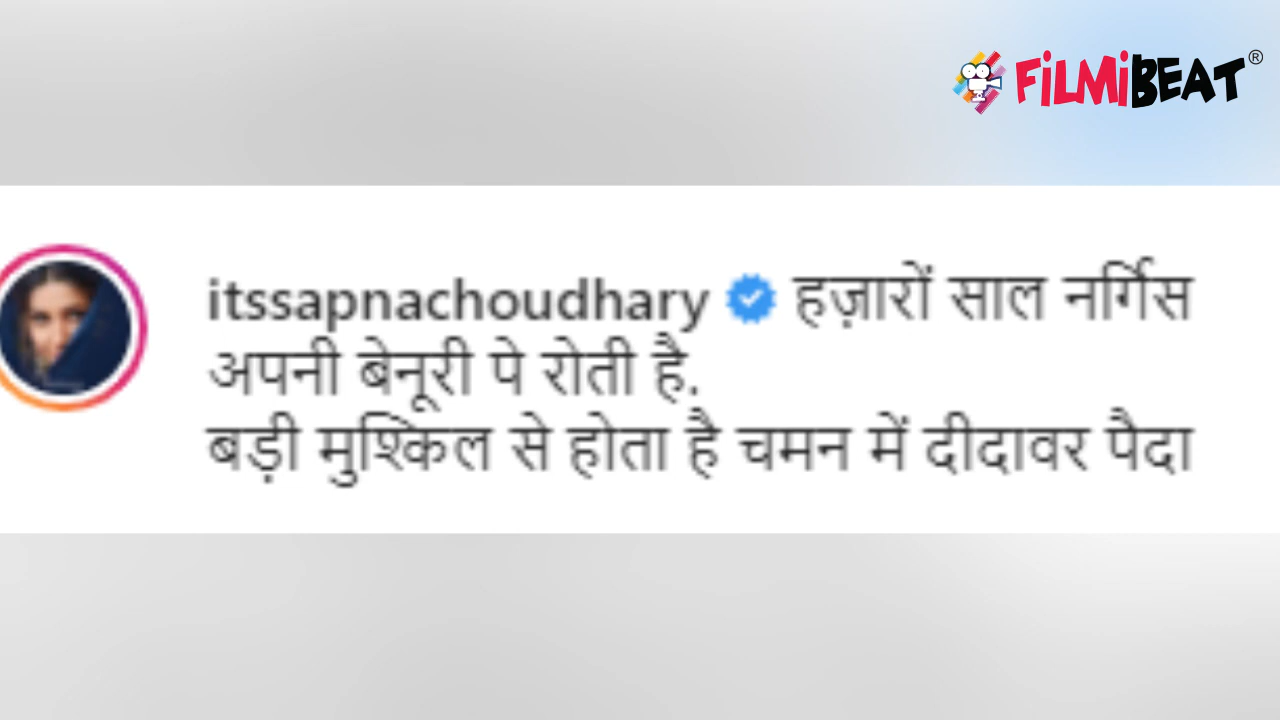 FiLMiBEAT®
itssapnachoudhary हज़ारों साल नर्गिस
अपनी बेनूरी पे रोती है.
बड़ी मुश्किल से होता है चमन में दीदावर पैदा